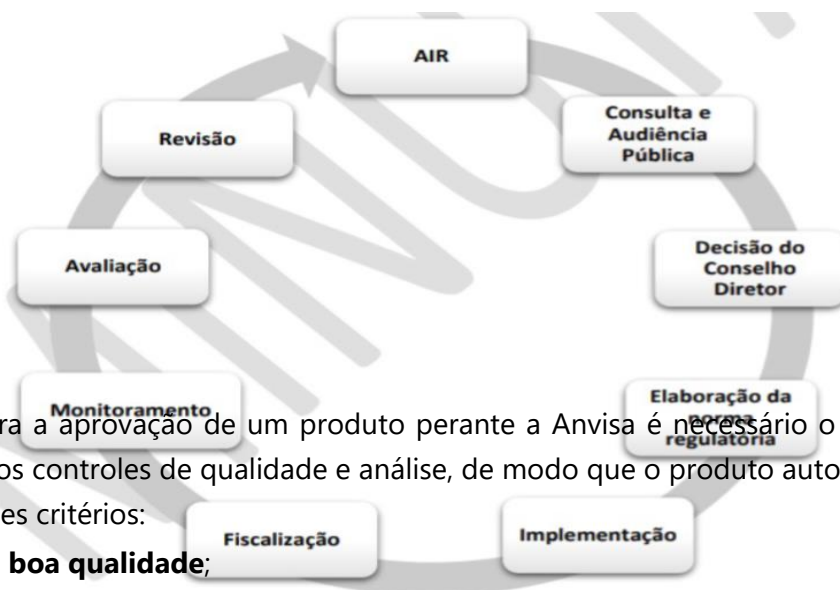 AIR
Consulta e
Audiência
Pública
Revisão
Decisão do
Conselho
Diretor
Avaliação
Elaboração da
norma
regulatória
Monitoramento
Implementação
Fiscalização
ra a aprovação de um produto perante a Anvisa é necessário o
os controles de qualidade e análise, de modo que o produto auto
es critérios:
boa qualidade;